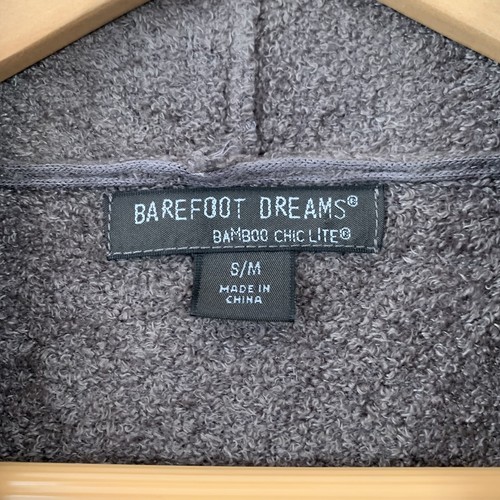 BAREFOOT DREAMS®
BAMBOO CHIC LITE®
S/M
MADE IN
CHINA